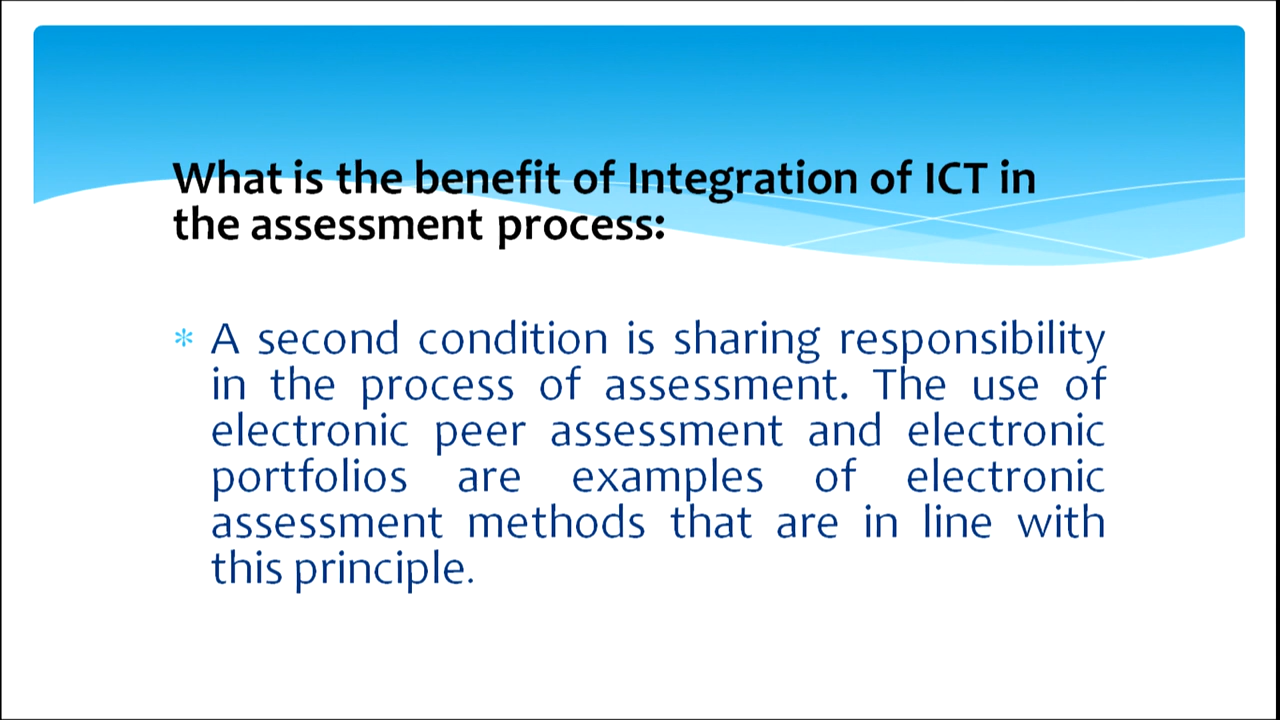 What is the benefit of Integration of ICT in
the assessment process:
* A second condition is sharing responsibility
in the process of assessment. The use of
electronic peer assessment and electronic
portfolios are examples of electronic
assessment methods that are in line with
this principle.